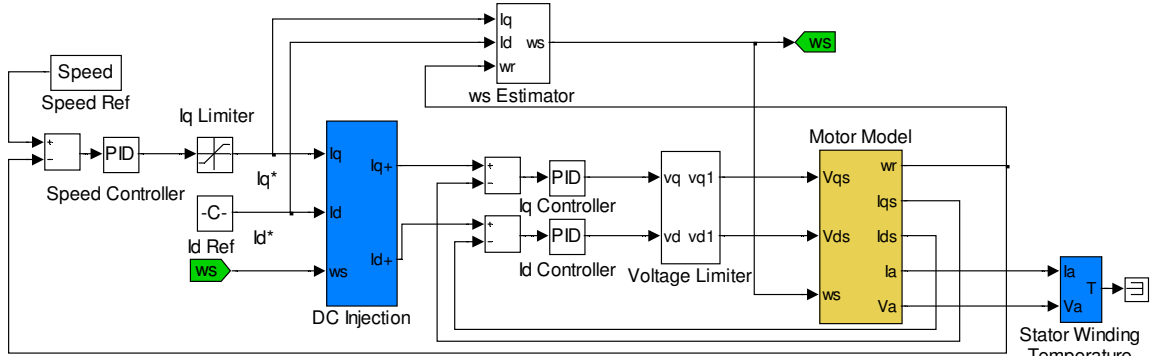 Iq
Id
wr
ws
ws Estimator
ws
Speed
Speed Ref
+
-
PID
Speed Controller
Iq Limiter
Iq*
-C-
Id Ref
Id*
ws
Iq
Id
ws
Iq+
Id+
DC Injection
+
-
PID
Iq Controller
+
-
PID
Id Controller
vq vq1
vd vd1
Voltage Limiter
Motor Model
Vqs
Vds
ws
wr
Iqs
Ids
Ia
Va
Ia
Va
T
Stator Winding
Temperature